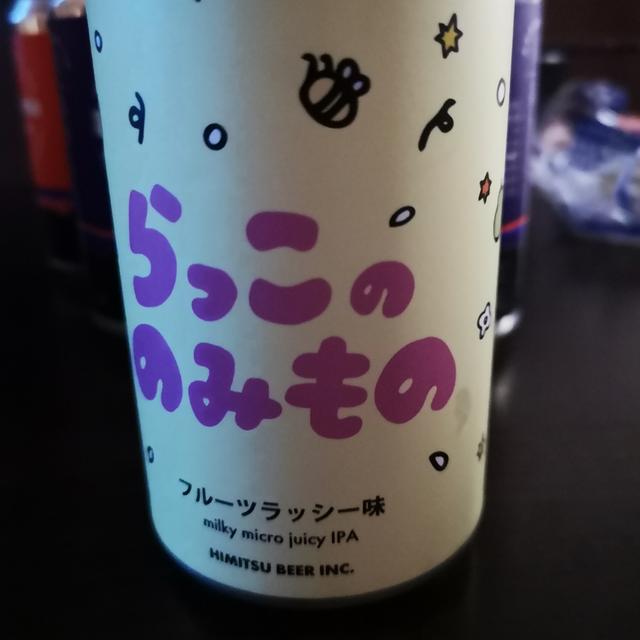 らっこの
のみもの
フルーツラッシー味
milky micro juicy IPA
HIMITSU BEER INC.